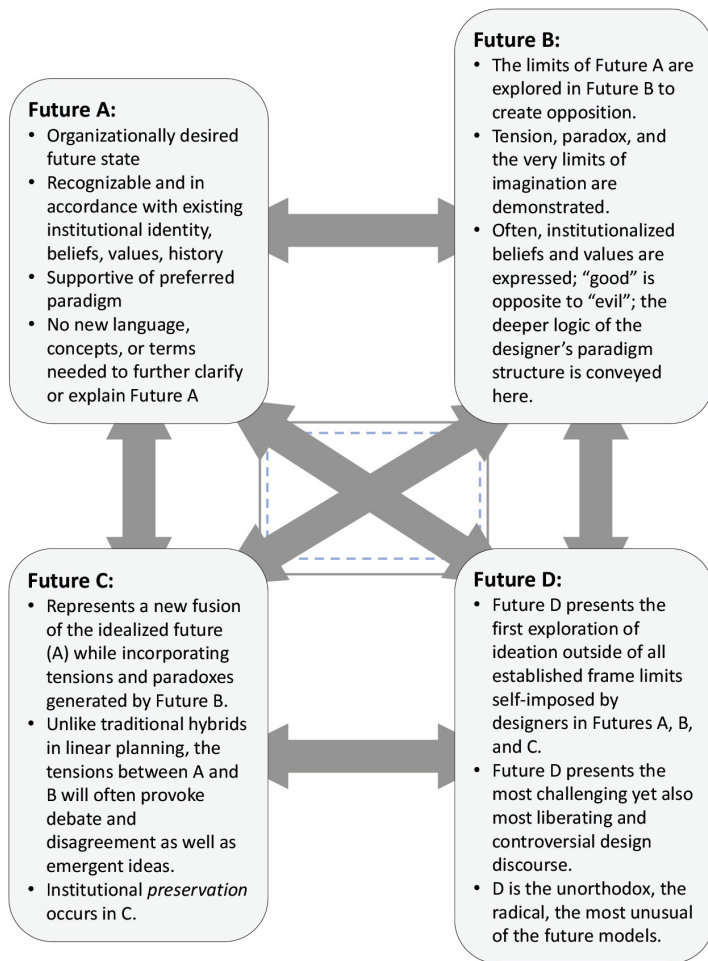 Future A:
• Organizationally desired
future state
• Recognizable and in
accordance with existing
institutional identity,
beliefs, values, history
• Supportive of preferred
paradigm
• No new language,
concepts, or terms
needed to further clarify
or explain Future A
Future B:
• The limits of Future A are
explored in Future B to
create opposition.
• Tension, paradox, and
the very limits of
imagination are
demonstrated.
• Often, institutionalized
beliefs and values are
expressed; “good” is
opposite to “evil”; the
deeper logic of the
designer’s paradigm
structure is conveyed
here.
Future C:
• Represents a new fusion
of the idealized future
(A) while incorporating
tensions and paradoxes
generated by Future B.
• Unlike traditional hybrids
in linear planning, the
tensions between A and
B will often provoke
debate and
disagreement as well as
emergent ideas.
• Institutional preservation
occurs in C.
Future D:
• Future D presents the
first exploration of
ideation outside of all
established frame limits
self-imposed by
designers in Futures A, B,
and C.
• Future D presents the
most challenging yet also
most liberating and
controversial design
discourse.
• D is the unorthodox, the
radical, the most unusual
of the future models.